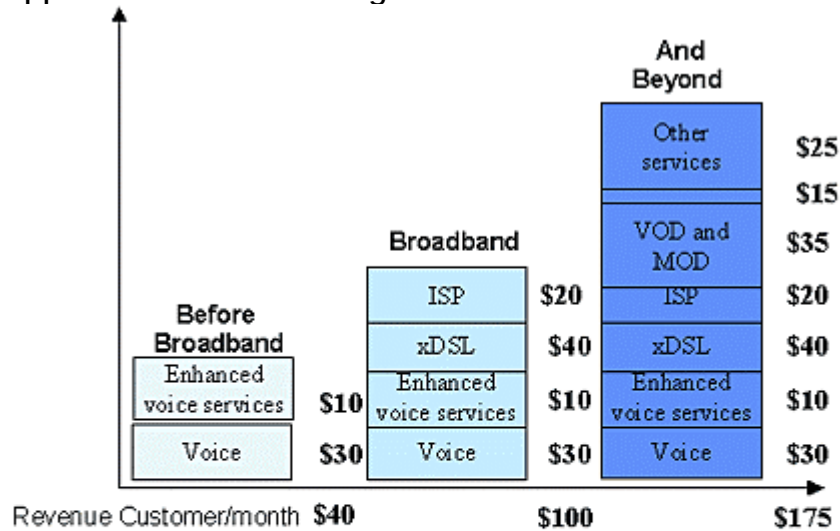 And
Beyond
Other
services
$25
$15
VOD and
MOD
$35
Broadband
ISP
$20
ISP
$20
Before
Broadband
xDSL
$40
xDSL
$40
Enhanced
voice services
$10
Enhanced
voice services
$10
Enhanced
voice services
$10
Voice
$30
Voice
$30
Voice
$30
Revenue Customer/month $40 $100 $175